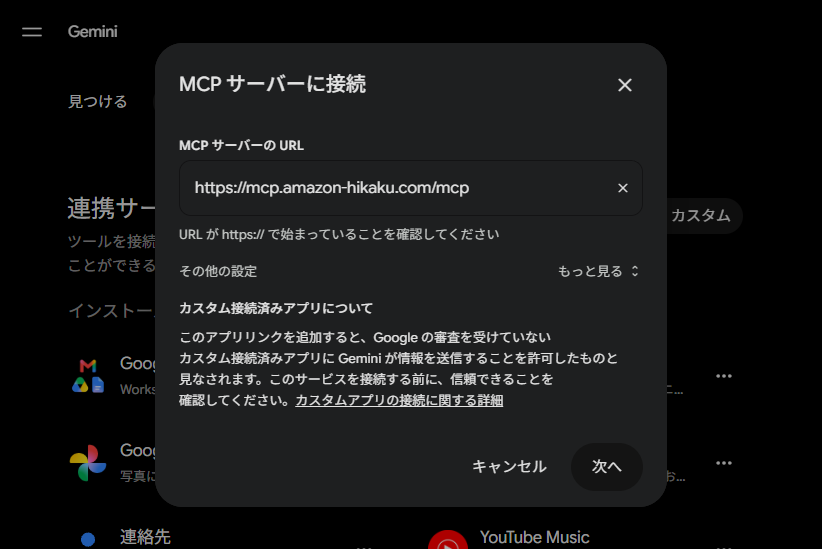 Gemini
MCP サーバーに接続
見つける
MCP サーバーの URL
https://mcp.amazon-hikaku.com/mcp
連携サー
カスタム
URL が https:// で始まっていることを確認してください
ツールを接続
ことができる
その他の設定
もっと見る
インストー
カスタム接続済みアプリについて
このアプリリンクを追加すると、Google の審査を受けていない
カスタム接続済みアプリに Gemini が情報を送信することを許可したものと
見なされます。このサービスを接続する前に、信頼できることを
確認してください。カスタムアプリの接続に関する詳細
Goog
Works
ニ...
Goog
写真に
お...
キャンセル
次へ
連絡先
YouTube Music